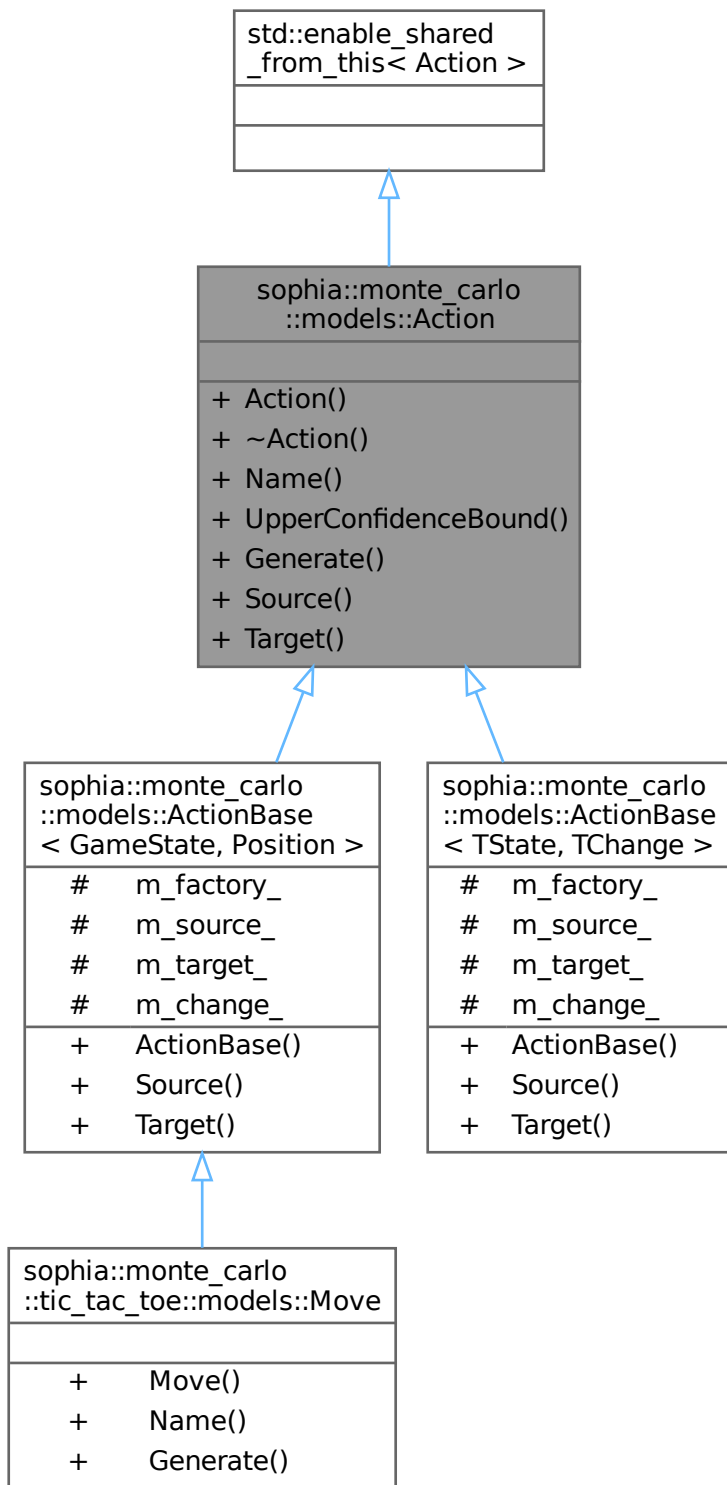 std::enable_shared
_from_this< Action >
sophia::monte_carlo
::models::Action
+ Action()
+ ~Action()
+ Name()
+ UpperConfidenceBound()
+ Generate()
+ Source()
+ Target()
sophia::monte_carlo
::models::ActionBase
< GameState, Position >
# m_factory_
# m_source_
# m_target_
# m_change_
+ ActionBase()
+ Source()
+ Target()
sophia::monte_carlo
::models::ActionBase
< TState, TChange >
# m_factory_
# m_source_
# m_target_
# m_change_
+ ActionBase()
+ Source()
+ Target()
sophia::monte_carlo
::tic_tac_toe::models::Move
+ Move()
+ Name()
+ Generate()